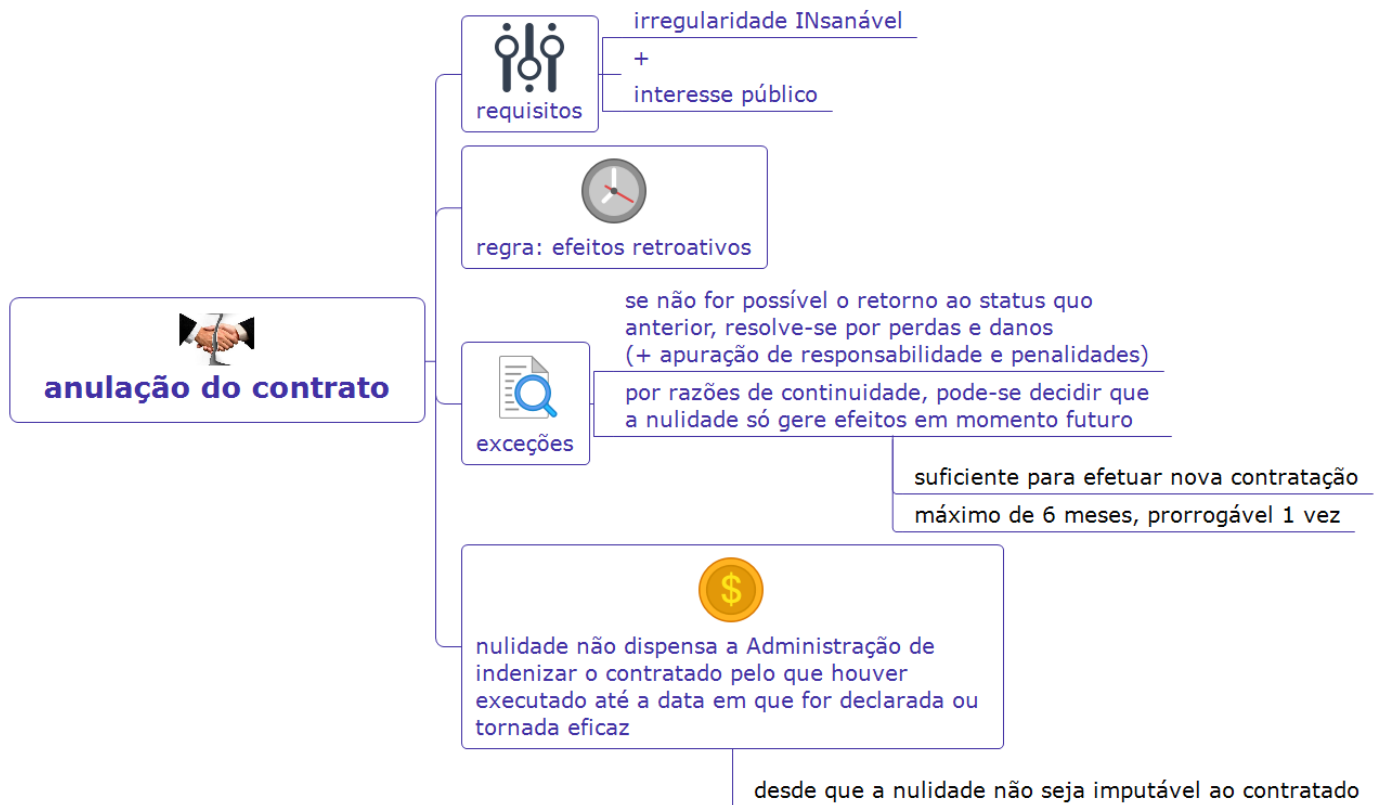 irregularidade INsanável
+
interesse público
requisitos
regra: efeitos retroativos
anulação do contrato
se não for possível o retorno ao status quo
anterior, resolve-se por perdas e danos
(+ apuração de responsabilidade e penalidades)
por razões de continuidade, pode-se decidir que
a nulidade só gere efeitos em momento futuro
exceções
suficiente para efetuar nova contratação
máximo de 6 meses, prorrogável 1 vez
$
nulidade não dispensa a Administração de
indenizar o contratado pelo que houver
executado até a data em que for declarada ou
tornada eficaz
desde que a nulidade não seja imputável ao contratado